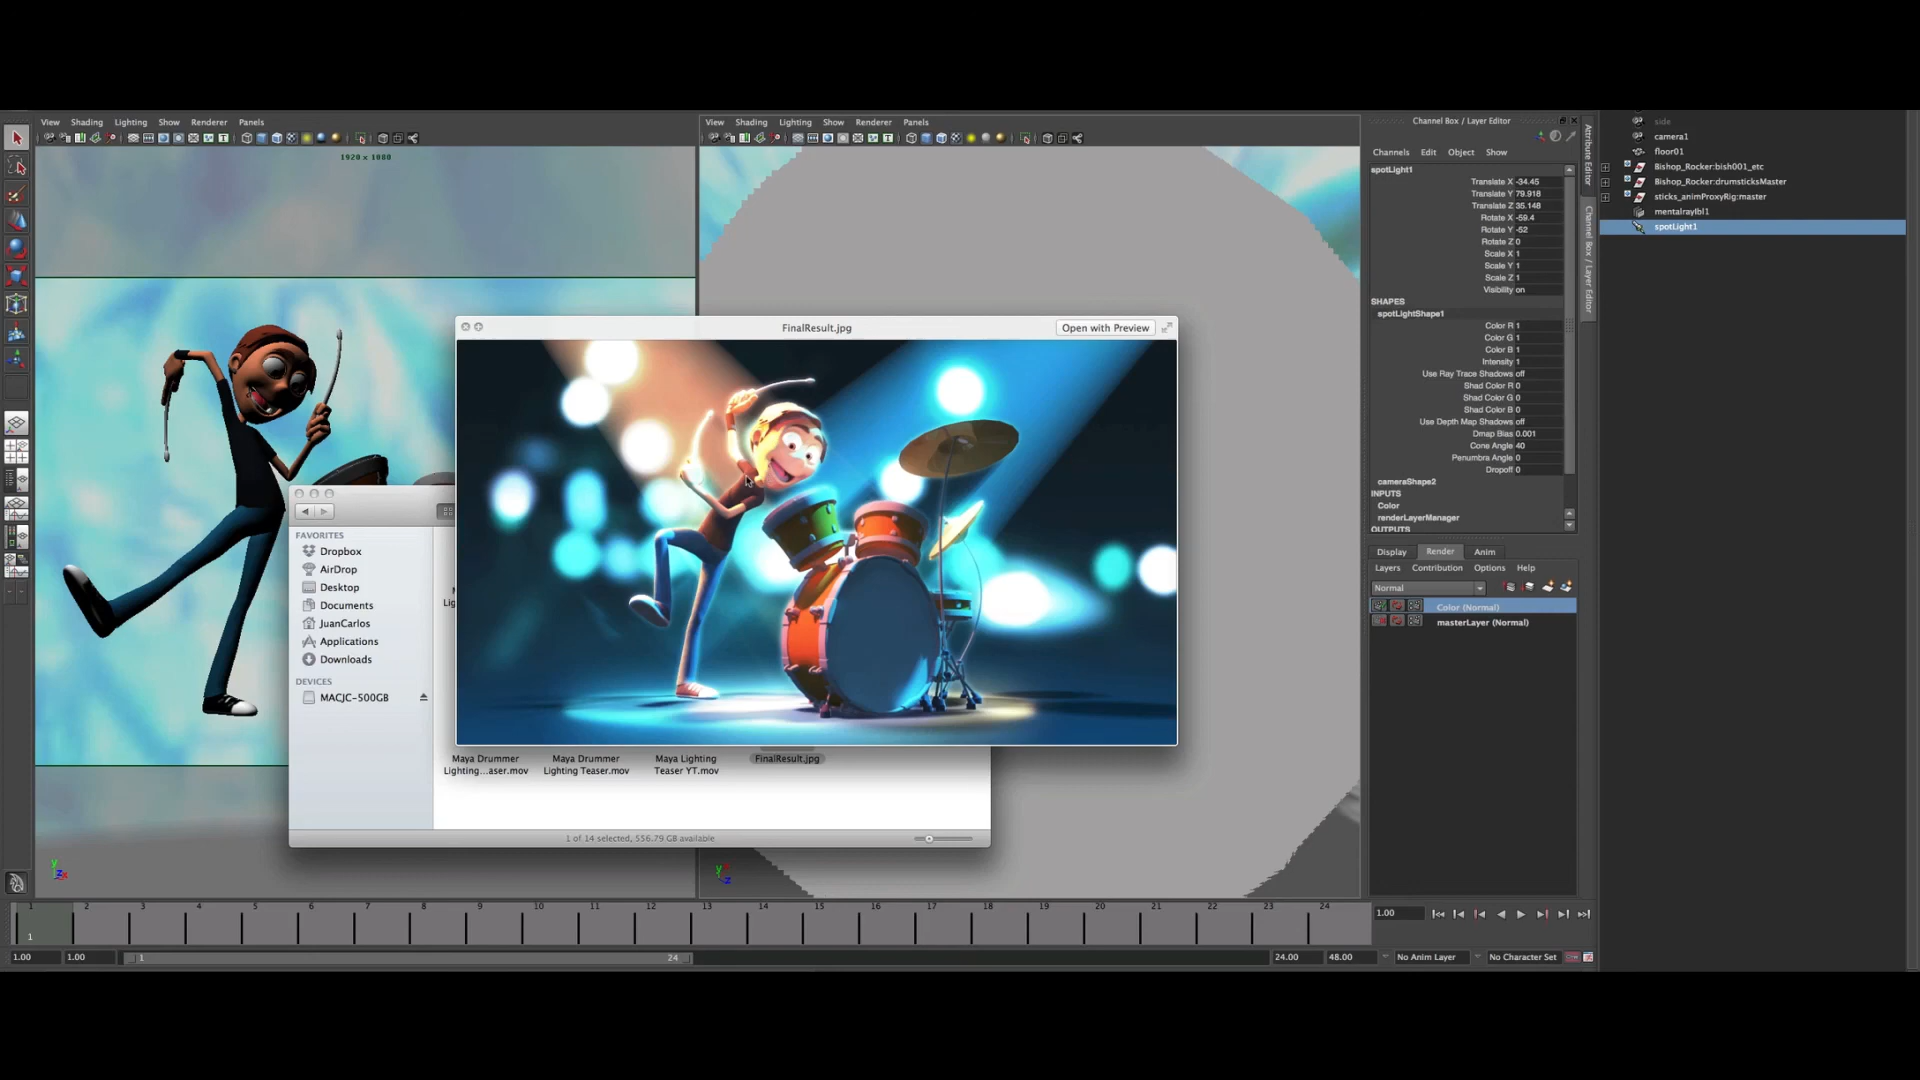 View Shading Lighting Show Renderer Panels
1920 x 1080
View Shading Lighting Show Renderer Panels
FinalResult.jpg
Open with Preview
FAVORITES
Dropbox
AirDrop
Desktop
Documents
JuanCarlos
Applications
Downloads
DEVICES
MACJC-500GB
Lig
Maya Drummer
Lighting...aser.mov
Maya Drummer
Lighting Teaser.mov
Maya Lighting
Teaser YT.mov
FinalResult.jpg
1 of 14 selected, 556.79 GB available
Channel Box / Layer Editor
Channels Edit Object Show
spotLight1
Translate X -34.45
Translate Y 79.918
Translate Z 35.148
Rotate X -59.4
Rotate Y -52
Rotate Z 0
Scale X 1
Scale Y 1
Scale Z 1
Visibility on
SHAPES
spotLightShape1
Color R 1
Color G 1
Color B 1
Intensity 1
Use Ray Trace Shadows off
Shad Color R 0
Shad Color G 0
Shad Color B 0
Use Depth Map Shadows off
Dmap Bias 0.001
Cone Angle 40
Penumbra Angle 0
Dropoff 0
cameraShape2
INPUTS
Color
renderLayerManager
OUTPUTS
Display Render Anim
Layers Contribution Options Help
Normal
Color (Normal)
masterLayer (Normal)
Attribute Editor
Channel Box / Layer Editor
side
camera1
floor01
Bishop_Rocker:bish001_etc
Bishop_Rocker:drumsticksMaster
sticks_animProxyRig:master
mentalrayIbl1
spotLight1
y
z
x
y
z
1 2 3 4 5 6 7 8 9 10 11 12 13 14 15 16 17 18 19 20 21 22 23 24
1
1.00
1.00 1.00 1 24 24.00 48.00 No Anim Layer No Character Set